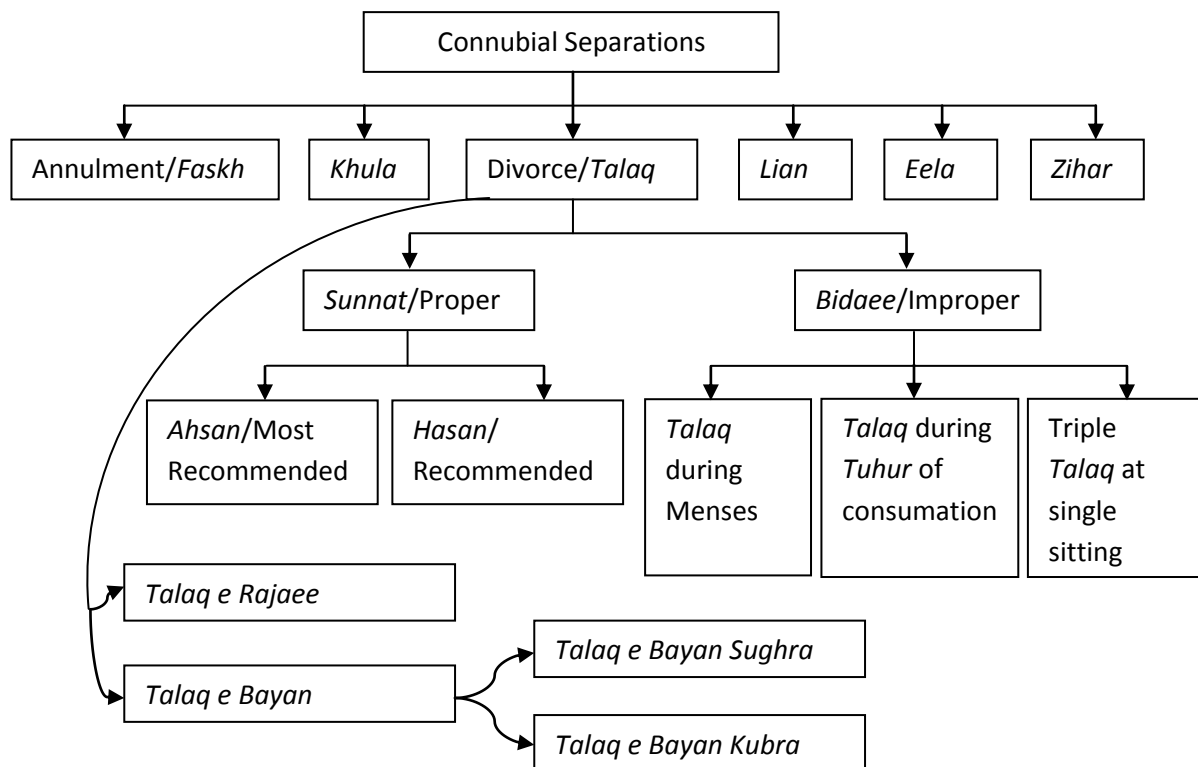 Connubial Separations
Annulment/Faskh
Khula
Divorce/Talaq
Lian
Eela
Zihar
Sunnat/Proper
Bidaee/Improper
Ahsan/Most
Recommended
Hasan/
Recommended
Talaq
during
Menses
Talaq during
Tuhur of
consumation
Triple
Talaq at
single
sitting
Talaq e Rajaee
Talaq e Bayan
Talaq e Bayan Sughra
Talaq e Bayan Kubra